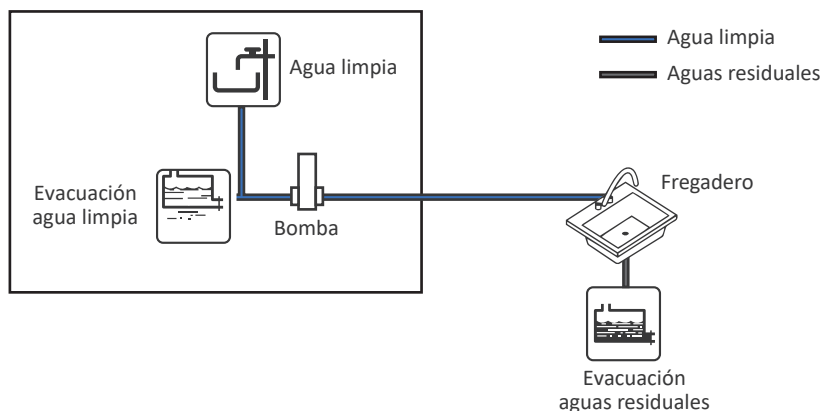 Agua limpia
Aguas residuales
Agua limpia
Evacuación
agua limpia
Bomba
Fregadero
Evacuación
aguas residuales